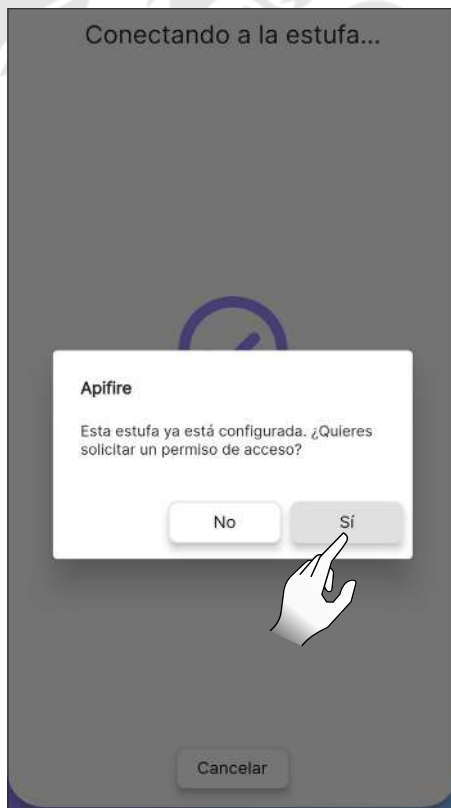 Conectando a la estufa...
Apifire
Esta estufa ya está configurada. ¿Quieres
solicitar un permiso de acceso?
No
Sí
Cancelar